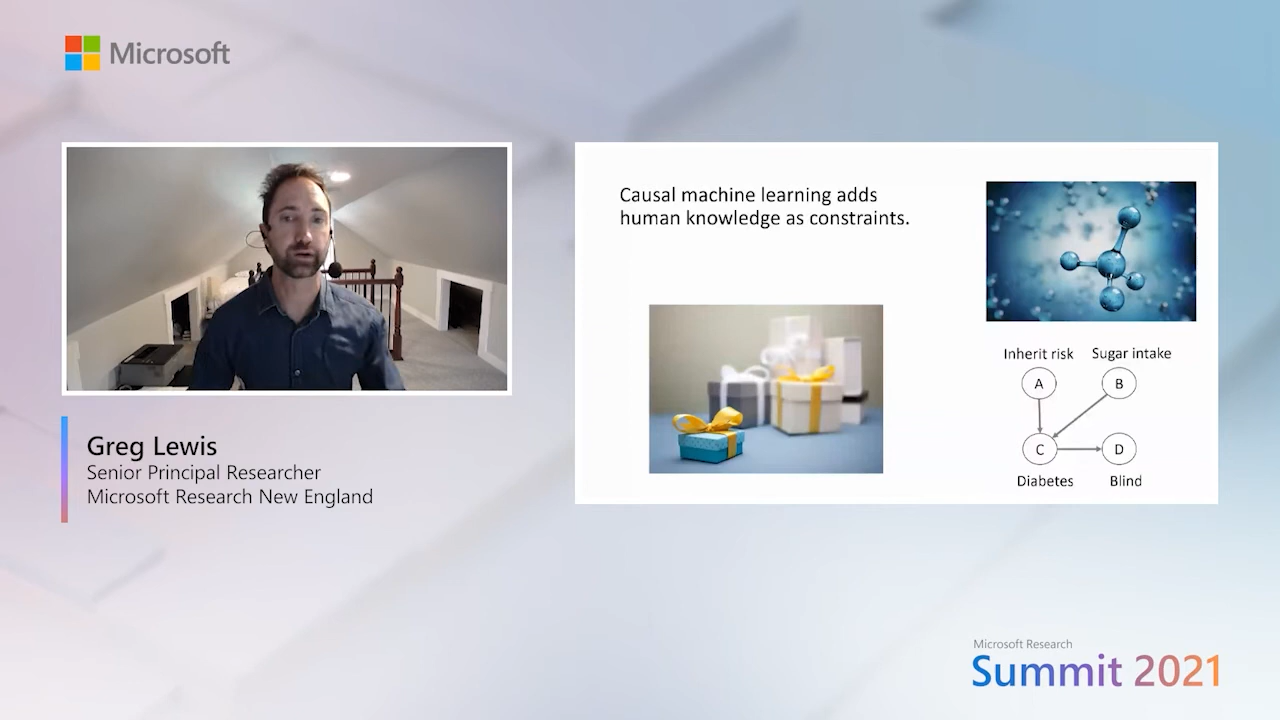 Microsoft
Causal machine learning adds
human knowledge as constraints.
Inherit risk Sugar intake
A B
C D
Diabetes Blind
Greg Lewis
Senior Principal Researcher
Microsoft Research New England
Microsoft Research
Summit 2021